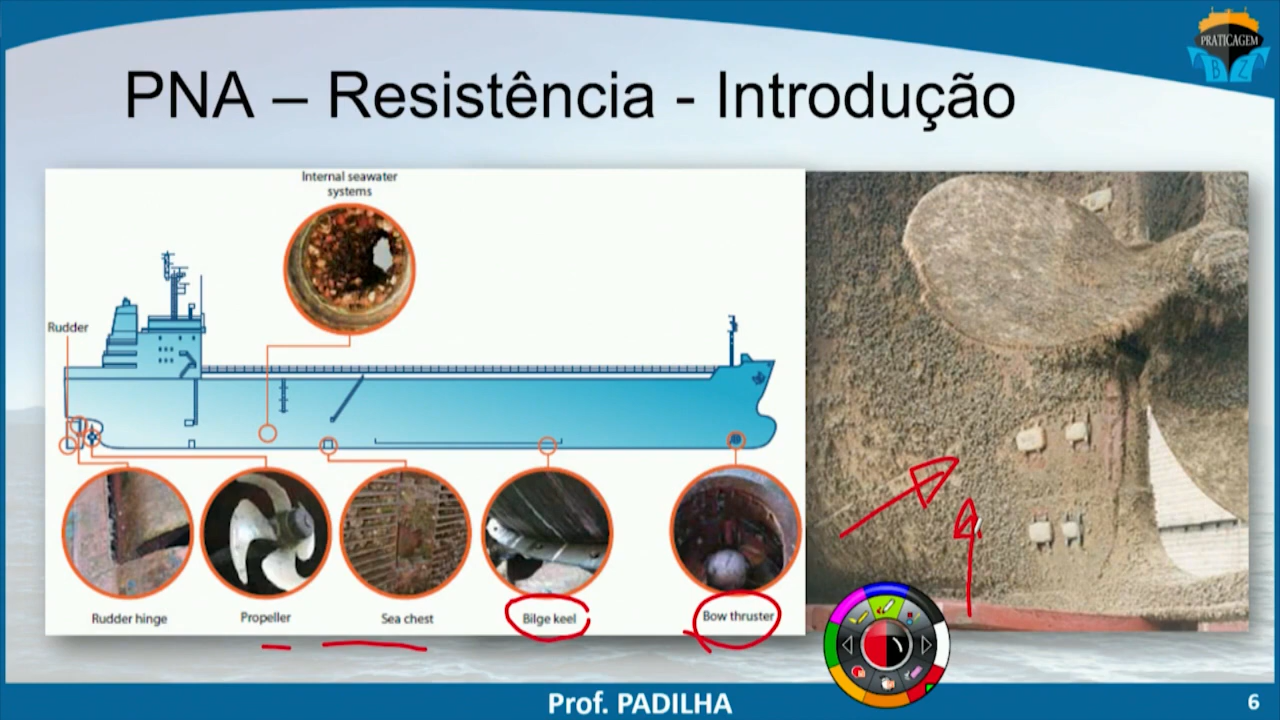 PRATICAGEM
B Z
PNA – Resistência - Introdução
Internal seawater
systems
Rudder
Rudder hinge
Propeller
Sea chest
Bilge keel
Bow thruster
Prof. PADILHA
6